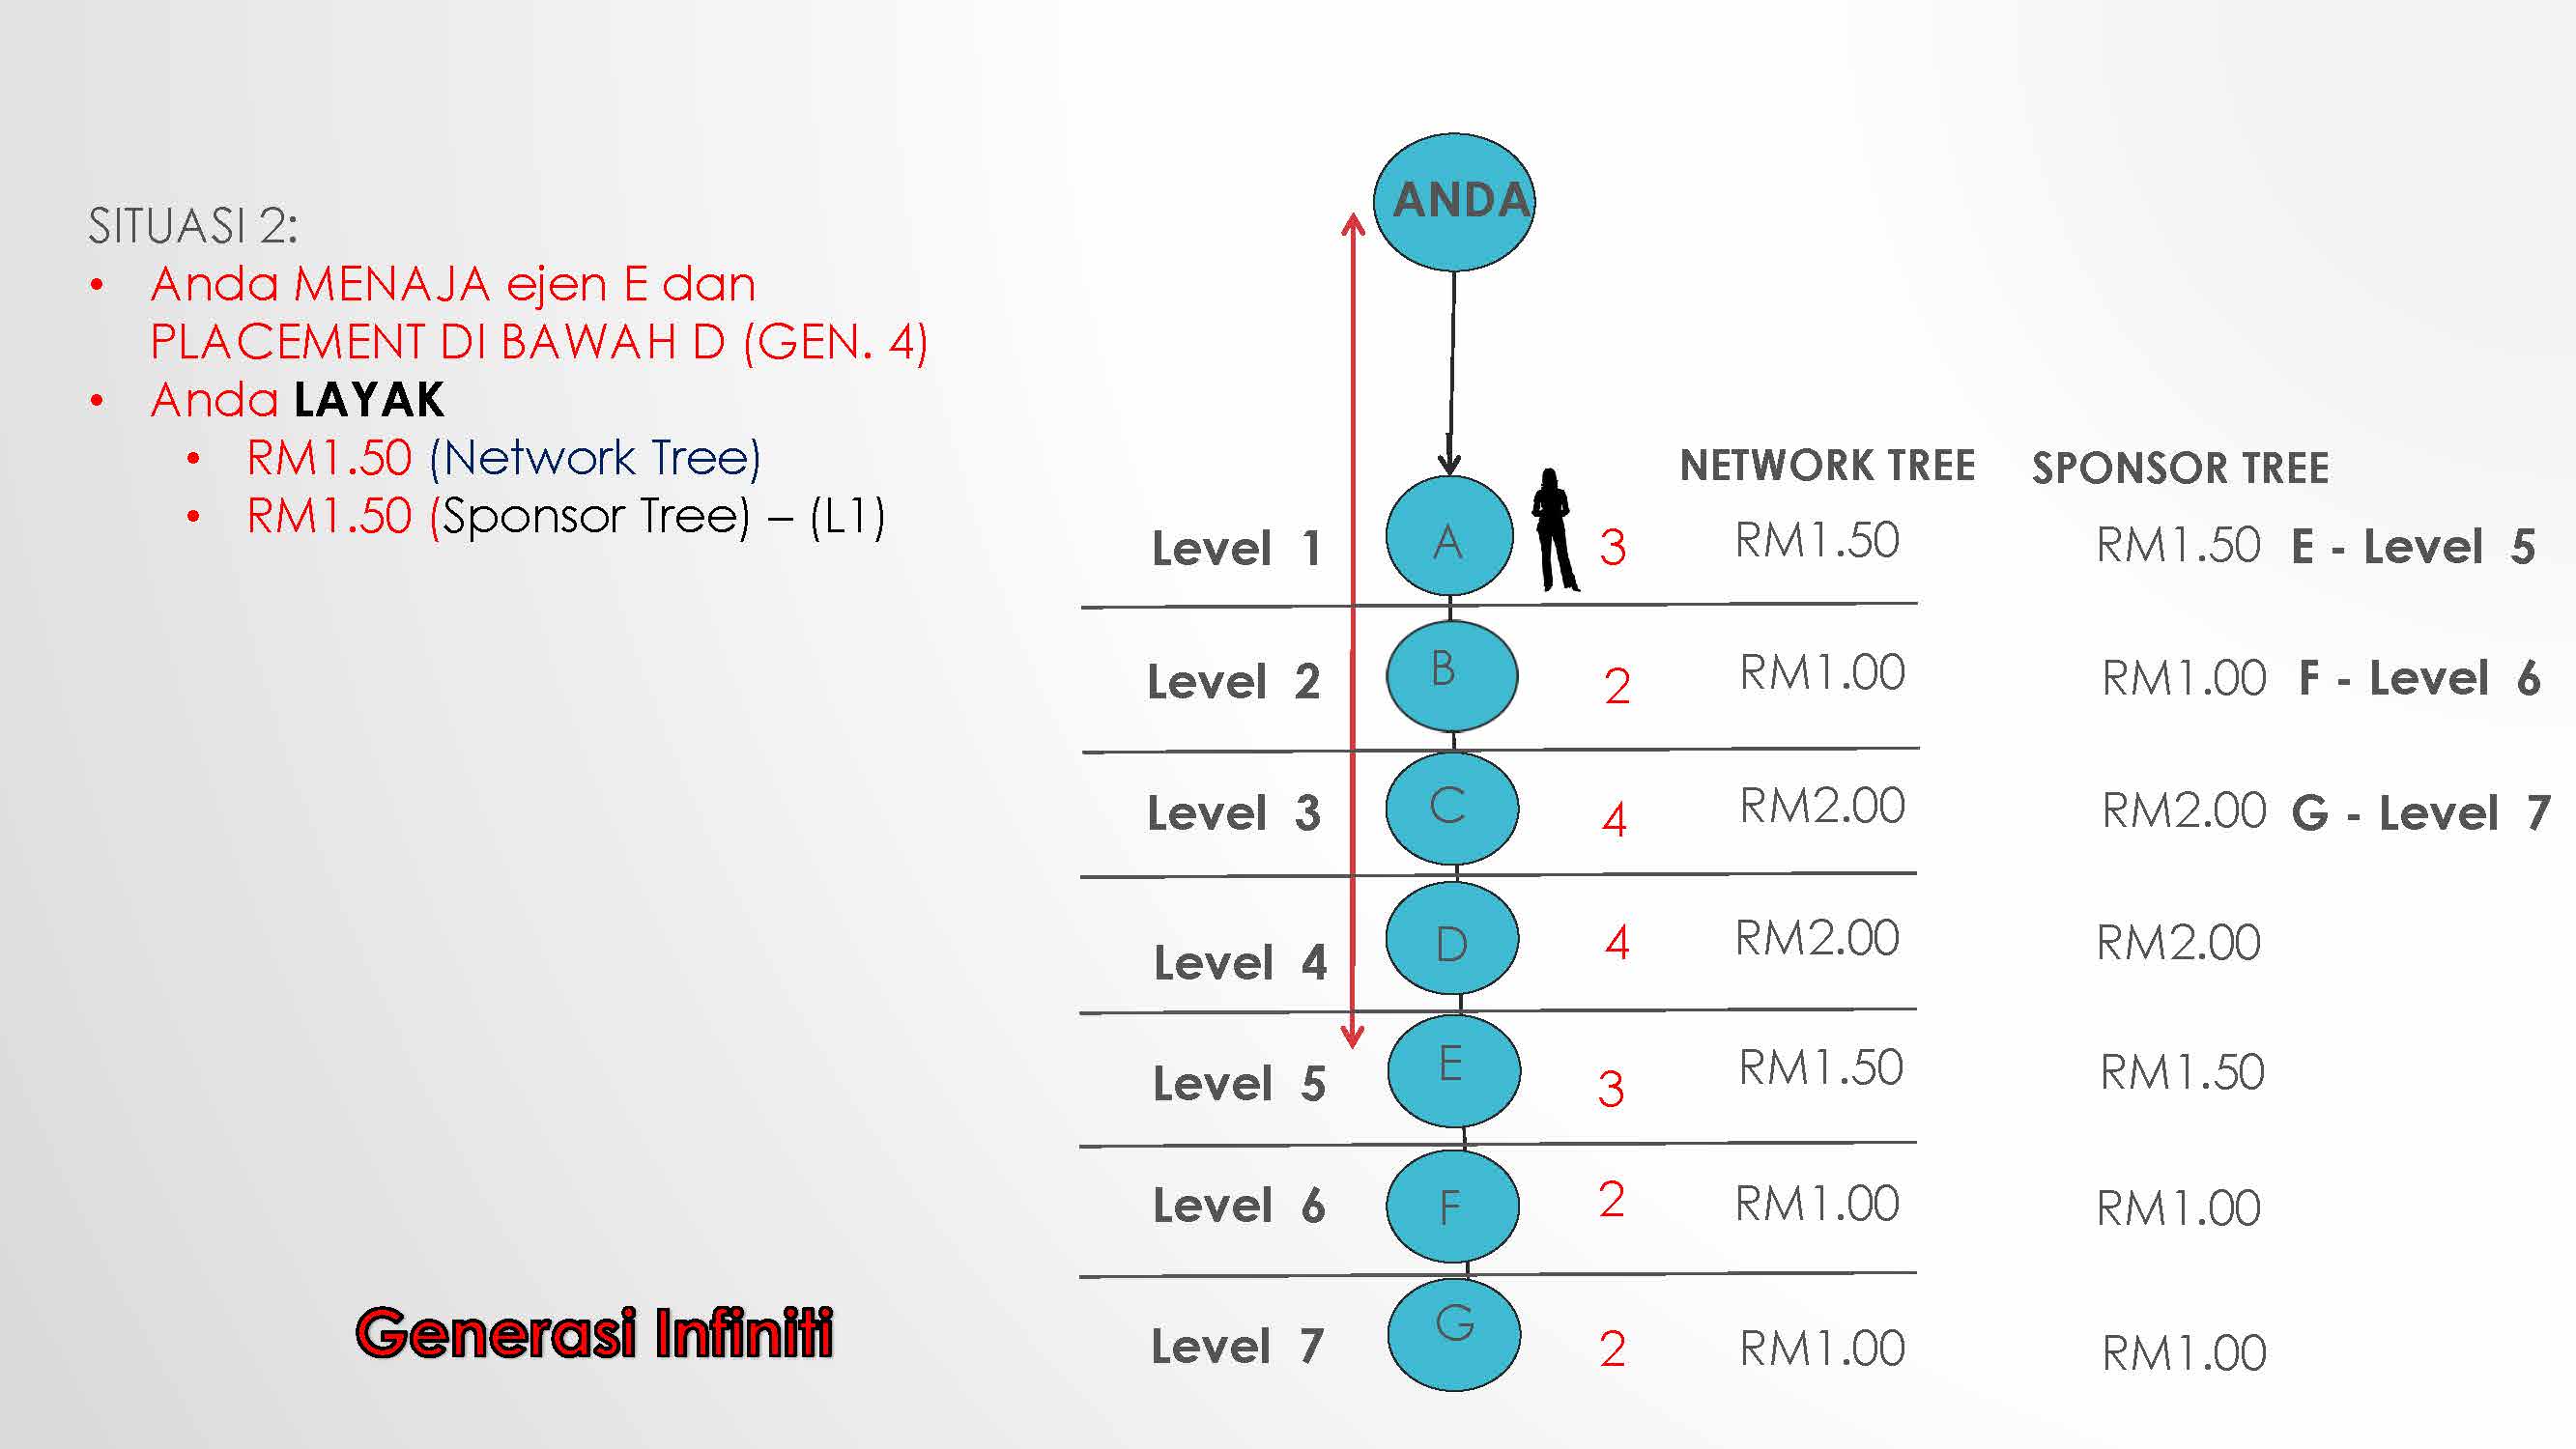 ANDA
SITUASI 2:
• Anda MENAJA ejen E dan
PLACEMENT DI BAWAH D (GEN. 4)
• Anda LAYAK
• RM1.50 (Network Tree)
• RM1.50 (Sponsor Tree) – (L1)
NETWORK TREE SPONSOR TREE
Level 1 A 3 RM1.50 RM1.50 E - Level 5
Level 2 B 2 RM1.00 RM1.00 F - Level 6
Level 3 C 4 RM2.00 RM2.00 G - Level 7
Level 4 D 4 RM2.00 RM2.00
Level 5 E 3 RM1.50 RM1.50
Level 6 F 2 RM1.00 RM1.00
Level 7 G 2 RM1.00 RM1.00
Generasi Infiniti